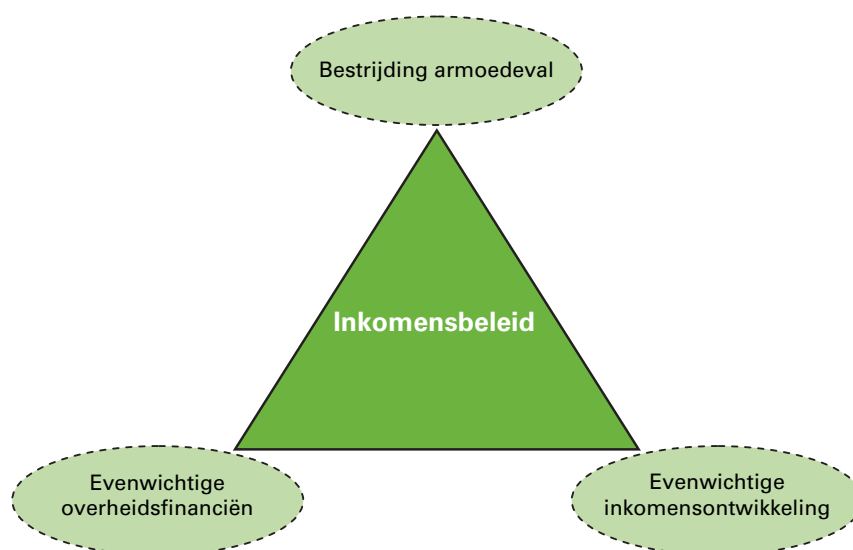 Bestrijding armoedeval
Inkomensbeleid
Evenwichtige
overheidsfinanciën
Evenwichtige
inkomensontwikkeling